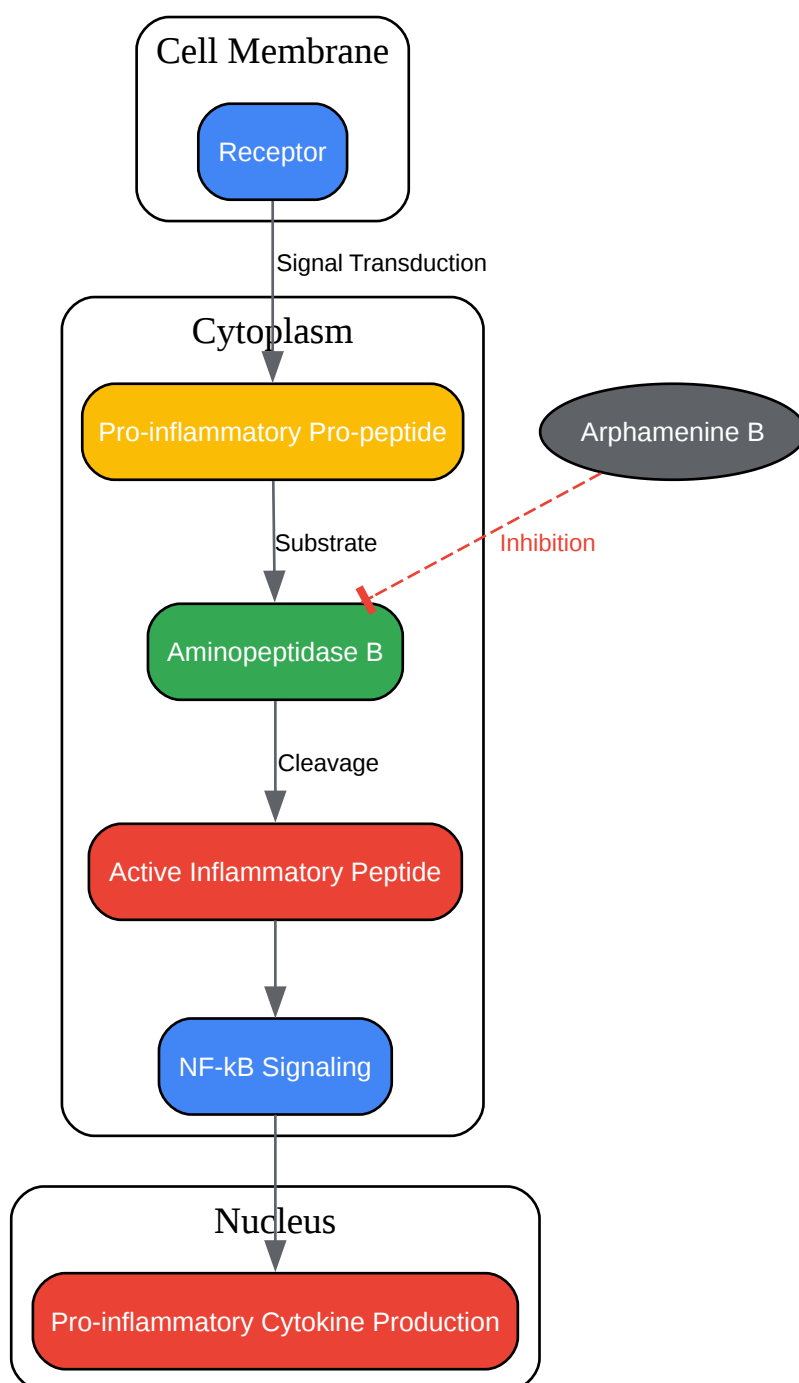 Cell Membrane
Receptor
Signal Transduction
Cytoplasm
Pro-inflammatory Pro-peptide
Arphamenine B
Substrate
Inhibition
Aminopeptidase B
Cleavage
Active Inflammatory Peptide
NF-kB Signaling
Nucleus
Pro-inflammatory Cytokine Production